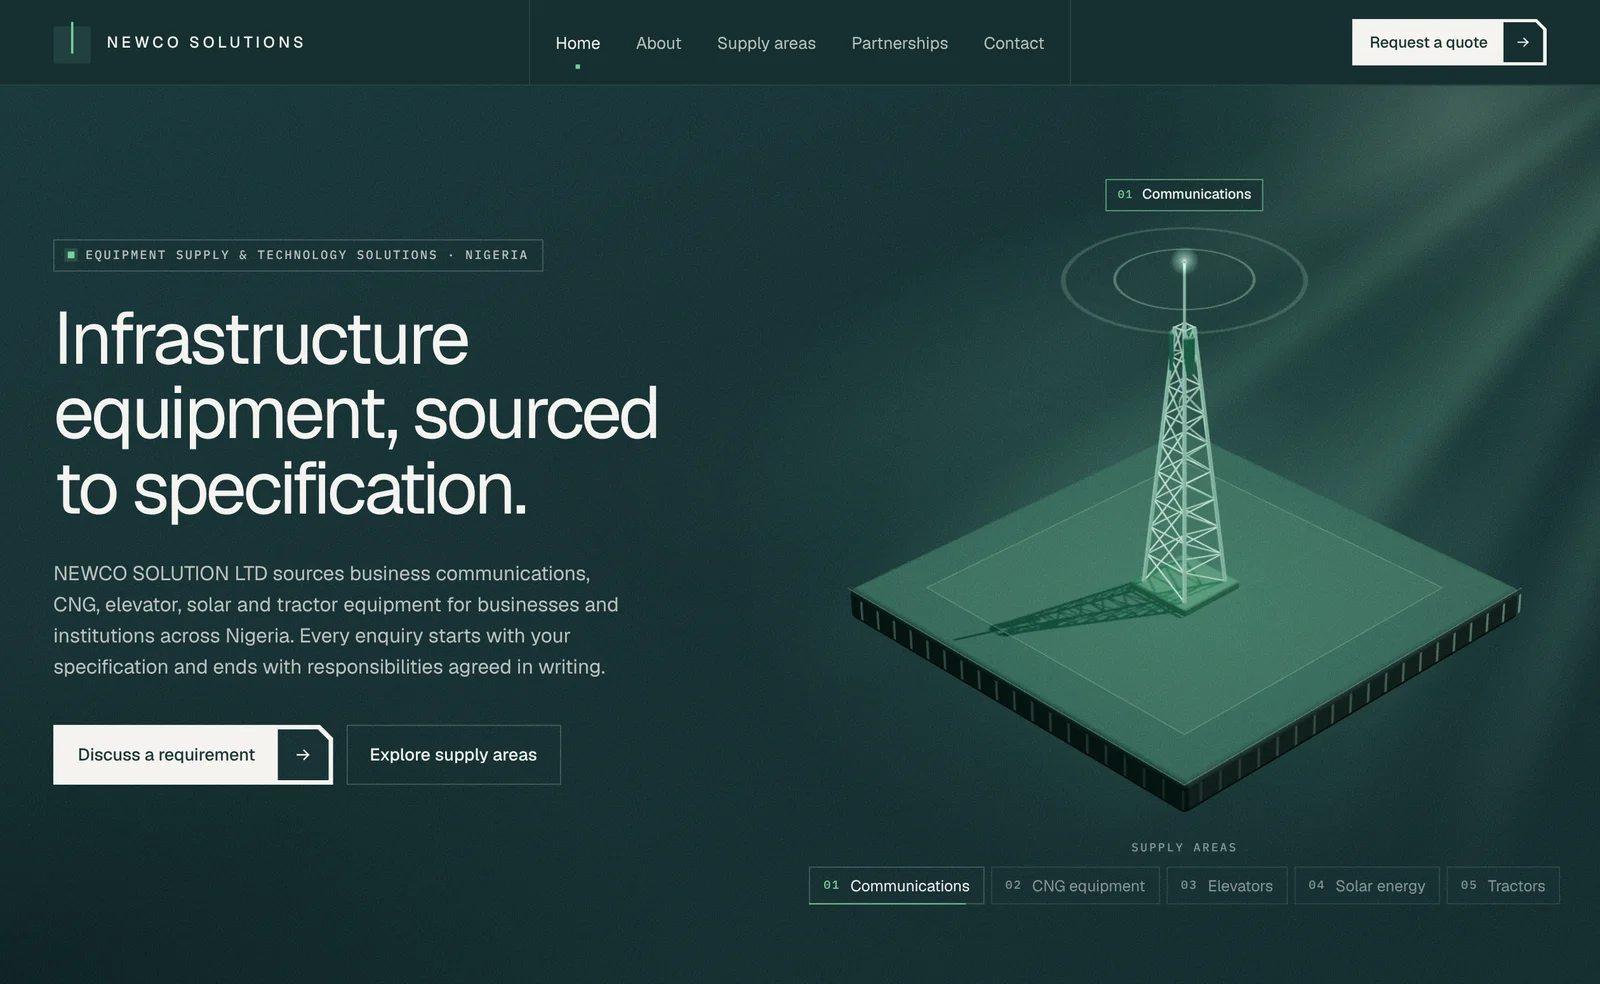 NEWCO SOLUTIONS
Home
About
Supply areas
Partnerships
Contact
Request a quote →
01 Communications
EQUIPMENT SUPPLY & TECHNOLOGY SOLUTIONS · NIGERIA
Infrastructure
equipment, sourced
to specification.
NEWCO SOLUTION LTD sources business communications,
CNG, elevator, solar and tractor equipment for businesses and
institutions across Nigeria. Every enquiry starts with your
specification and ends with responsibilities agreed in writing.
Discuss a requirement →
Explore supply areas
SUPPLY AREAS
01 Communications
02 CNG equipment
03 Elevators
04 Solar energy
05 Tractors